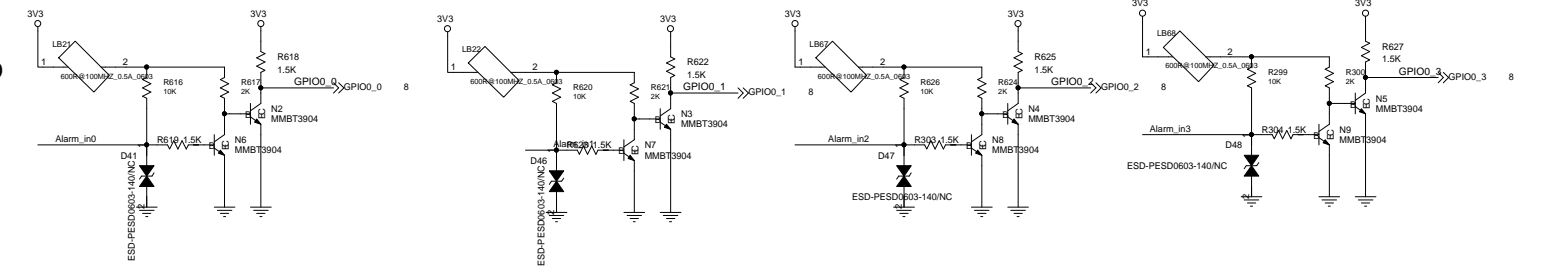 3V3
LB21
1
2
600R@100MHZ_0.5A_0603
R616
10K
R617
2K
3V3
R618
1.5K
GPIO0_0
GPIO0_0
8
N2
MMBT3904
Alarm_in0
R619
1.5K
N6
MMBT3904
D41
ESD-PESD0603-140/NC
2
3V3
LB22
1
2
600R@100MHZ_0.5A_0603
R620
10K
R621
2K
3V3
R622
1.5K
GPIO0_1
GPIO0_1
8
N3
MMBT3904
1.5K
N7
MMBT3904
D46
ESD-PESD0603-140/NC
2
3V3
LB67
1
2
600R@100MHZ_0.5A_0603
R626
10K
R624
2K
3V3
R625
1.5K
GPIO0_2
GPIO0_2
8
N4
MMBT3904
Alarm_in2
R303
1.5K
N8
MMBT3904
D47
ESD-PESD0603-140/NC
2
3V3
LB68
1
2
600R@100MHZ_0.5A_0603
R299
10K
R300
2K
3V3
R627
1.5K
GPIO0_3
GPIO0_3
8
N5
MMBT3904
Alarm_in3
R304
1.5K
N9
MMBT3904
D48
ESD-PESD0603-140/NC
2